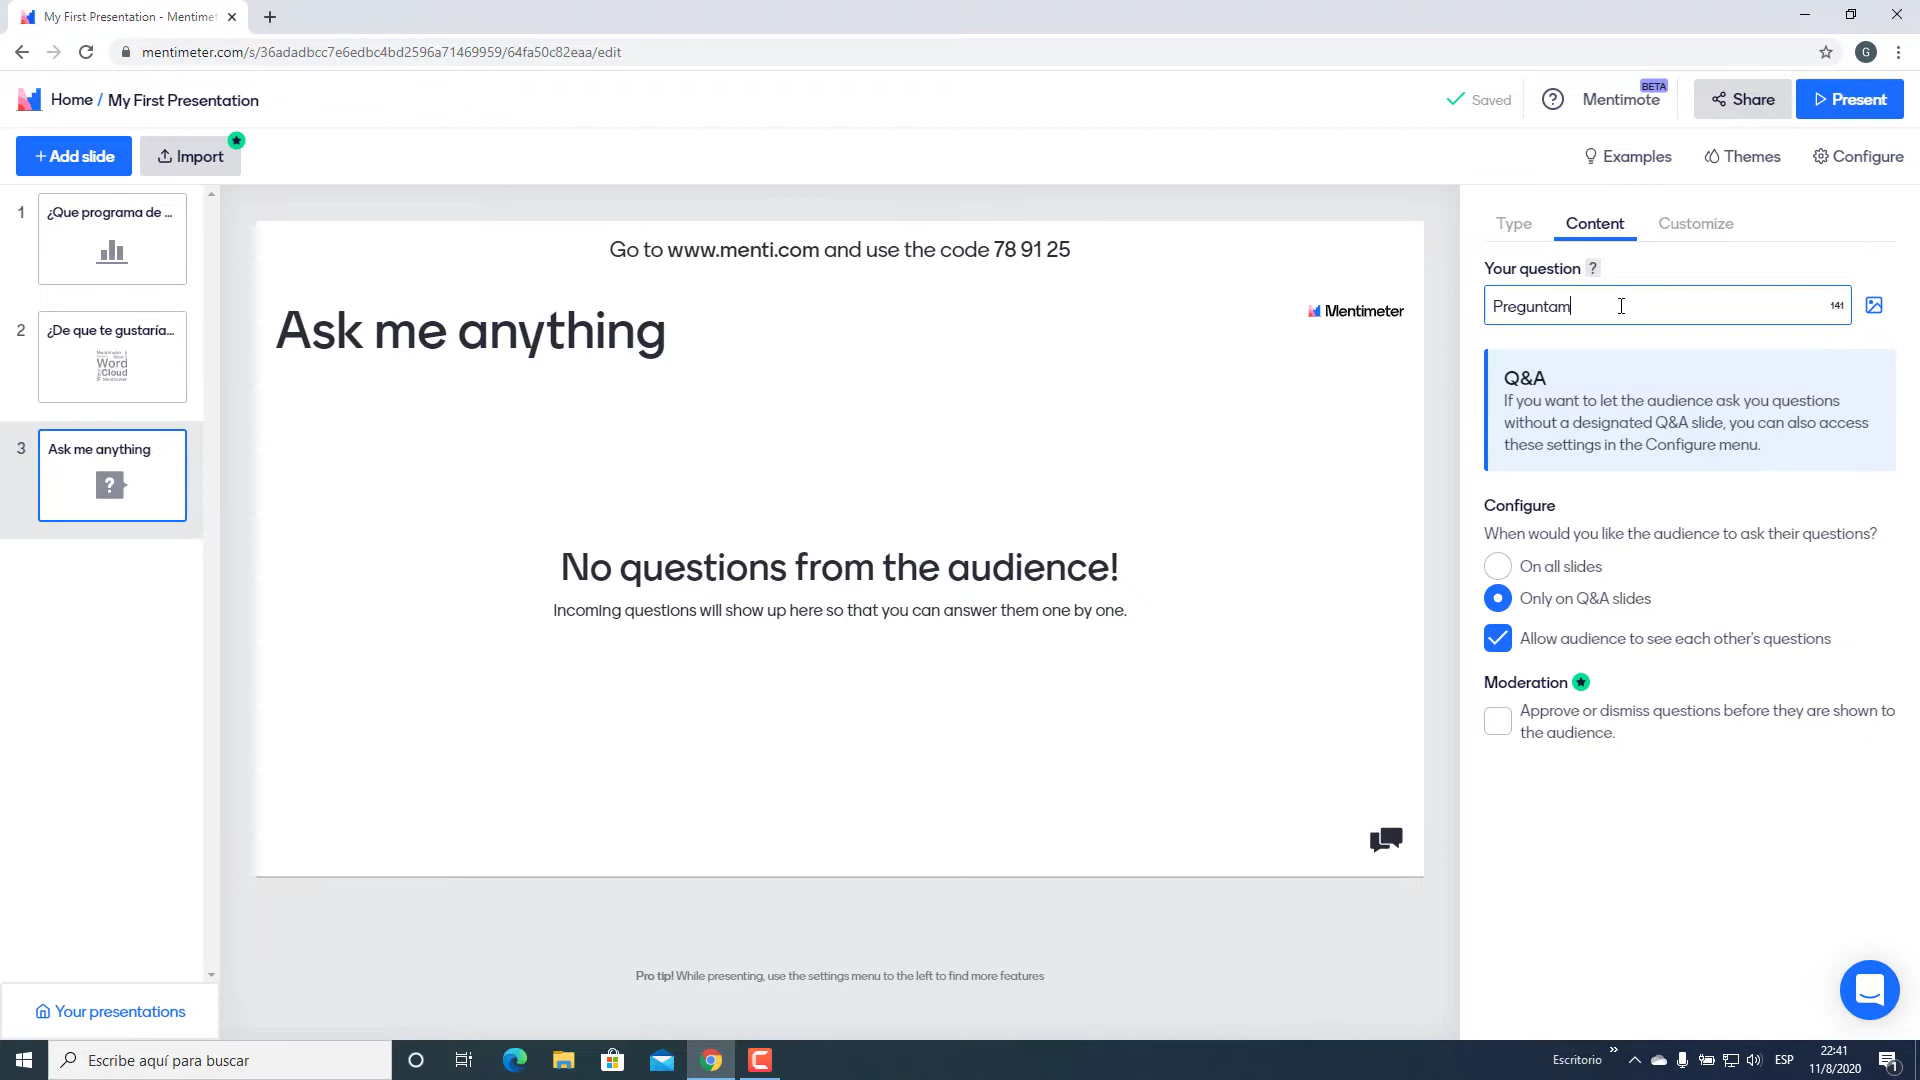 My First Presentation - Mentimet
mentimeter.com/s/36adadbcc7e6edbc4bd2596a71469959/64fa50c82eaa/edit
G
Home / My First Presentation
Saved
?
Mentimote
BETA
Share
Present
+ Add slide
Import
Examples
Themes
Configure
1
¿Que programa de ...
2
¿De que te gustaría...
Word
Cloud
Mentimeter
3
Ask me anything
?
Your presentations
Go to www.menti.com and use the code 78 91 25
Ask me anything
Mentimeter
No questions from the audience!
Incoming questions will show up here so that you can answer them one by one.
Pro tip! While presenting, use the settings menu to the left to find more features
Type
Content
Customize
Your question ?
Preguntam
141
Q&A
If you want to let the audience ask you questions
without a designated Q&A slide, you can also access
these settings in the Configure menu.
Configure
When would you like the audience to ask their questions?
On all slides
Only on Q&A slides
Allow audience to see each other's questions
Moderation
Approve or dismiss questions before they are shown to
the audience.
Escribe aquí para buscar
Escritorio
ESP
22:41
11/8/2020
1